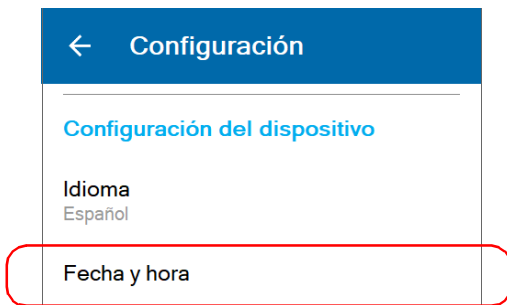 Configuración
Configuración del dispositivo
Idioma
Español
Fecha y hora